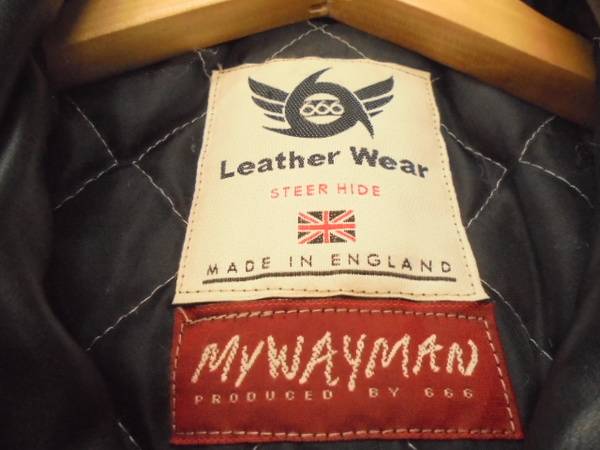 666
Leather Wear
STEER HIDE
MADE IN ENGLAND
MYWAYMAN
PRODUCED BY 666